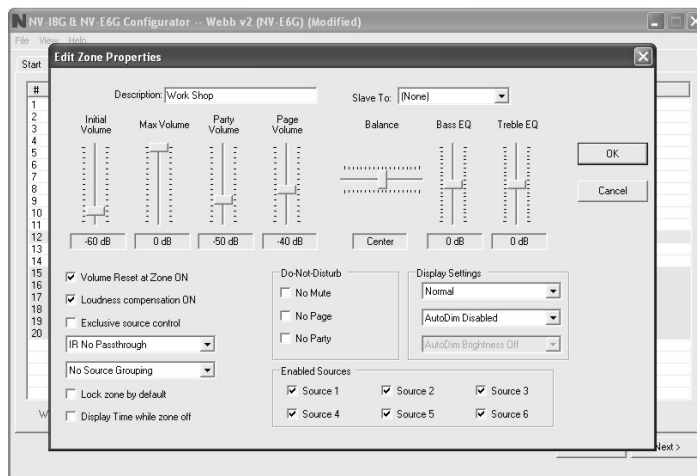 NV-I8G & NV-E6G Configurator -- Webb v2 (NV-E6G) (Modified)
File View Help
Start
Edit Zone Properties
Description: Work Shop
Slave To: (None)
Initial Volume
Max Volume
Party Volume
Page Volume
Balance
Bass EQ
Treble EQ
-60 dB
0 dB
-50 dB
-40 dB
Center
0 dB
0 dB
OK
Cancel
#
1
2
3
4
5
6
7
8
9
10
11
12
13
14
15
16
17
18
19
20
W
Volume Reset at Zone ON
Loudness compensation ON
Exclusive source control
IR No Passthrough
No Source Grouping
Lock zone by default
Display Time while zone off
Do-Not-Disturb
No Mute
No Page
No Party
Display Settings
Normal
AutoDim Disabled
AutoDim Brightness Off
Enabled Sources
Source 1 Source 2 Source 3
Source 4 Source 5 Source 6
Next >